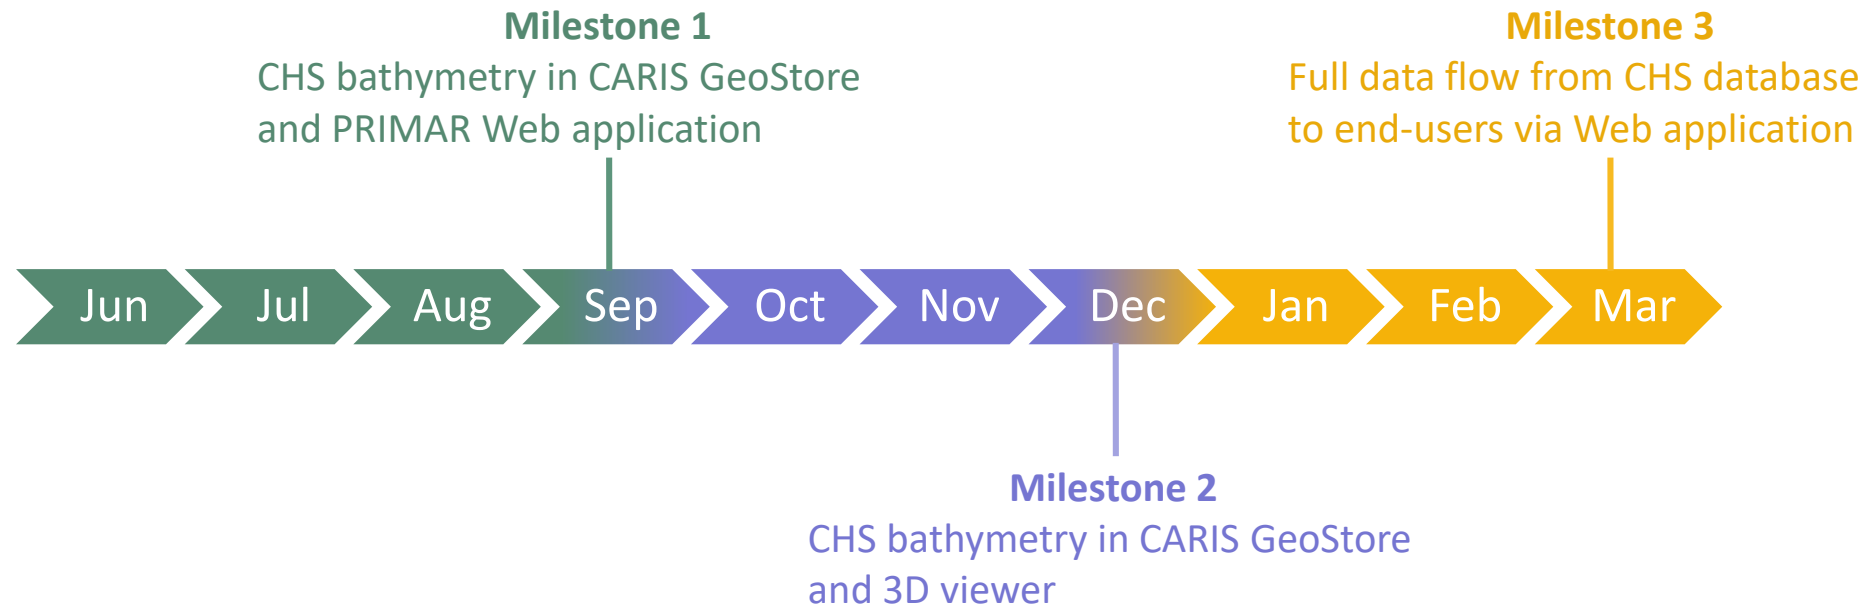 Milestone 1
CHS bathymetry in CARIS GeoStore
and PRIMAR Web application
Milestone 3
Full data flow from CHS database
to end-users via Web application
Jun Jul Aug Sep Oct Nov Dec Jan Feb Mar
Milestone 2
CHS bathymetry in CARIS GeoStore
and 3D viewer